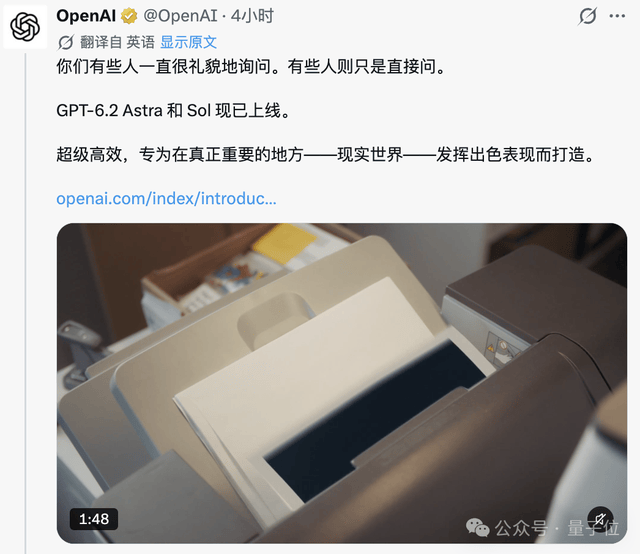 OpenAI @OpenAI · 4小时
翻译自 英语 显示原文
你们有些人一直很礼貌地询问。有些人则只是直接问。
GPT-6.2 Astra 和 Sol 现已上线。
超级高效，专为在真正重要的地方——现实世界——发挥出色表现而打造。
openai.com/index/introduc...
1:48
公众号 · 量子位